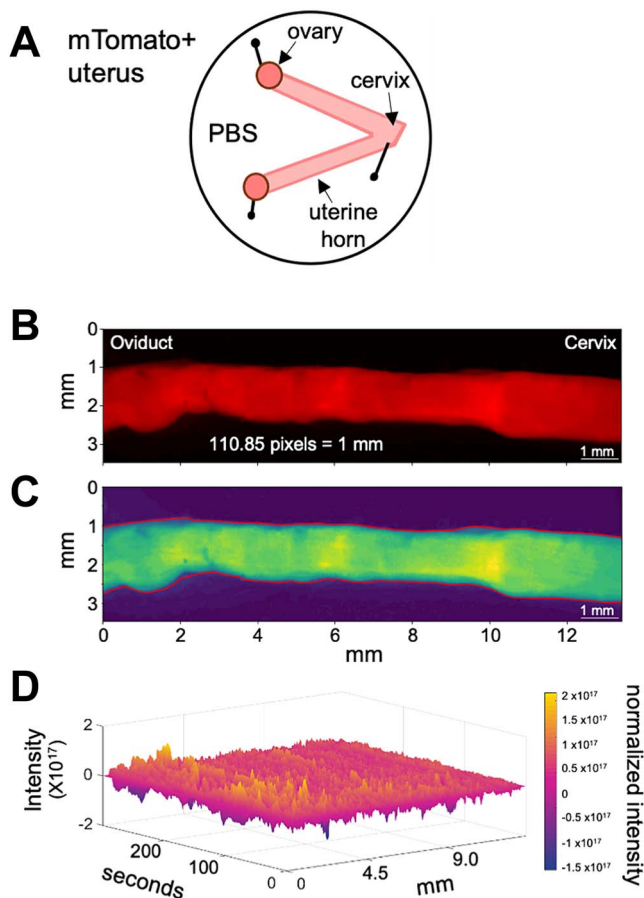 A
mTomato+
uterus
ovary
cervix
PBS
uterine
horn
B
0
1
2
3
mm
Oviduct
Cervix
110.85 pixels = 1 mm
1 mm
C
0
1
2
3
mm
1 mm
0 2 4 6 8 10 12
mm
D
2
0
-2
Intensity
(X10¹⁷)
200
100
0
seconds
0
4.5
9.0
mm
2 x10¹⁷
1.5 x10¹⁷
1 x10¹⁷
0.5 x10¹⁷
0
-0.5 x10¹⁷
-1 x10¹⁷
-1.5 x10¹⁷
normalized intensity